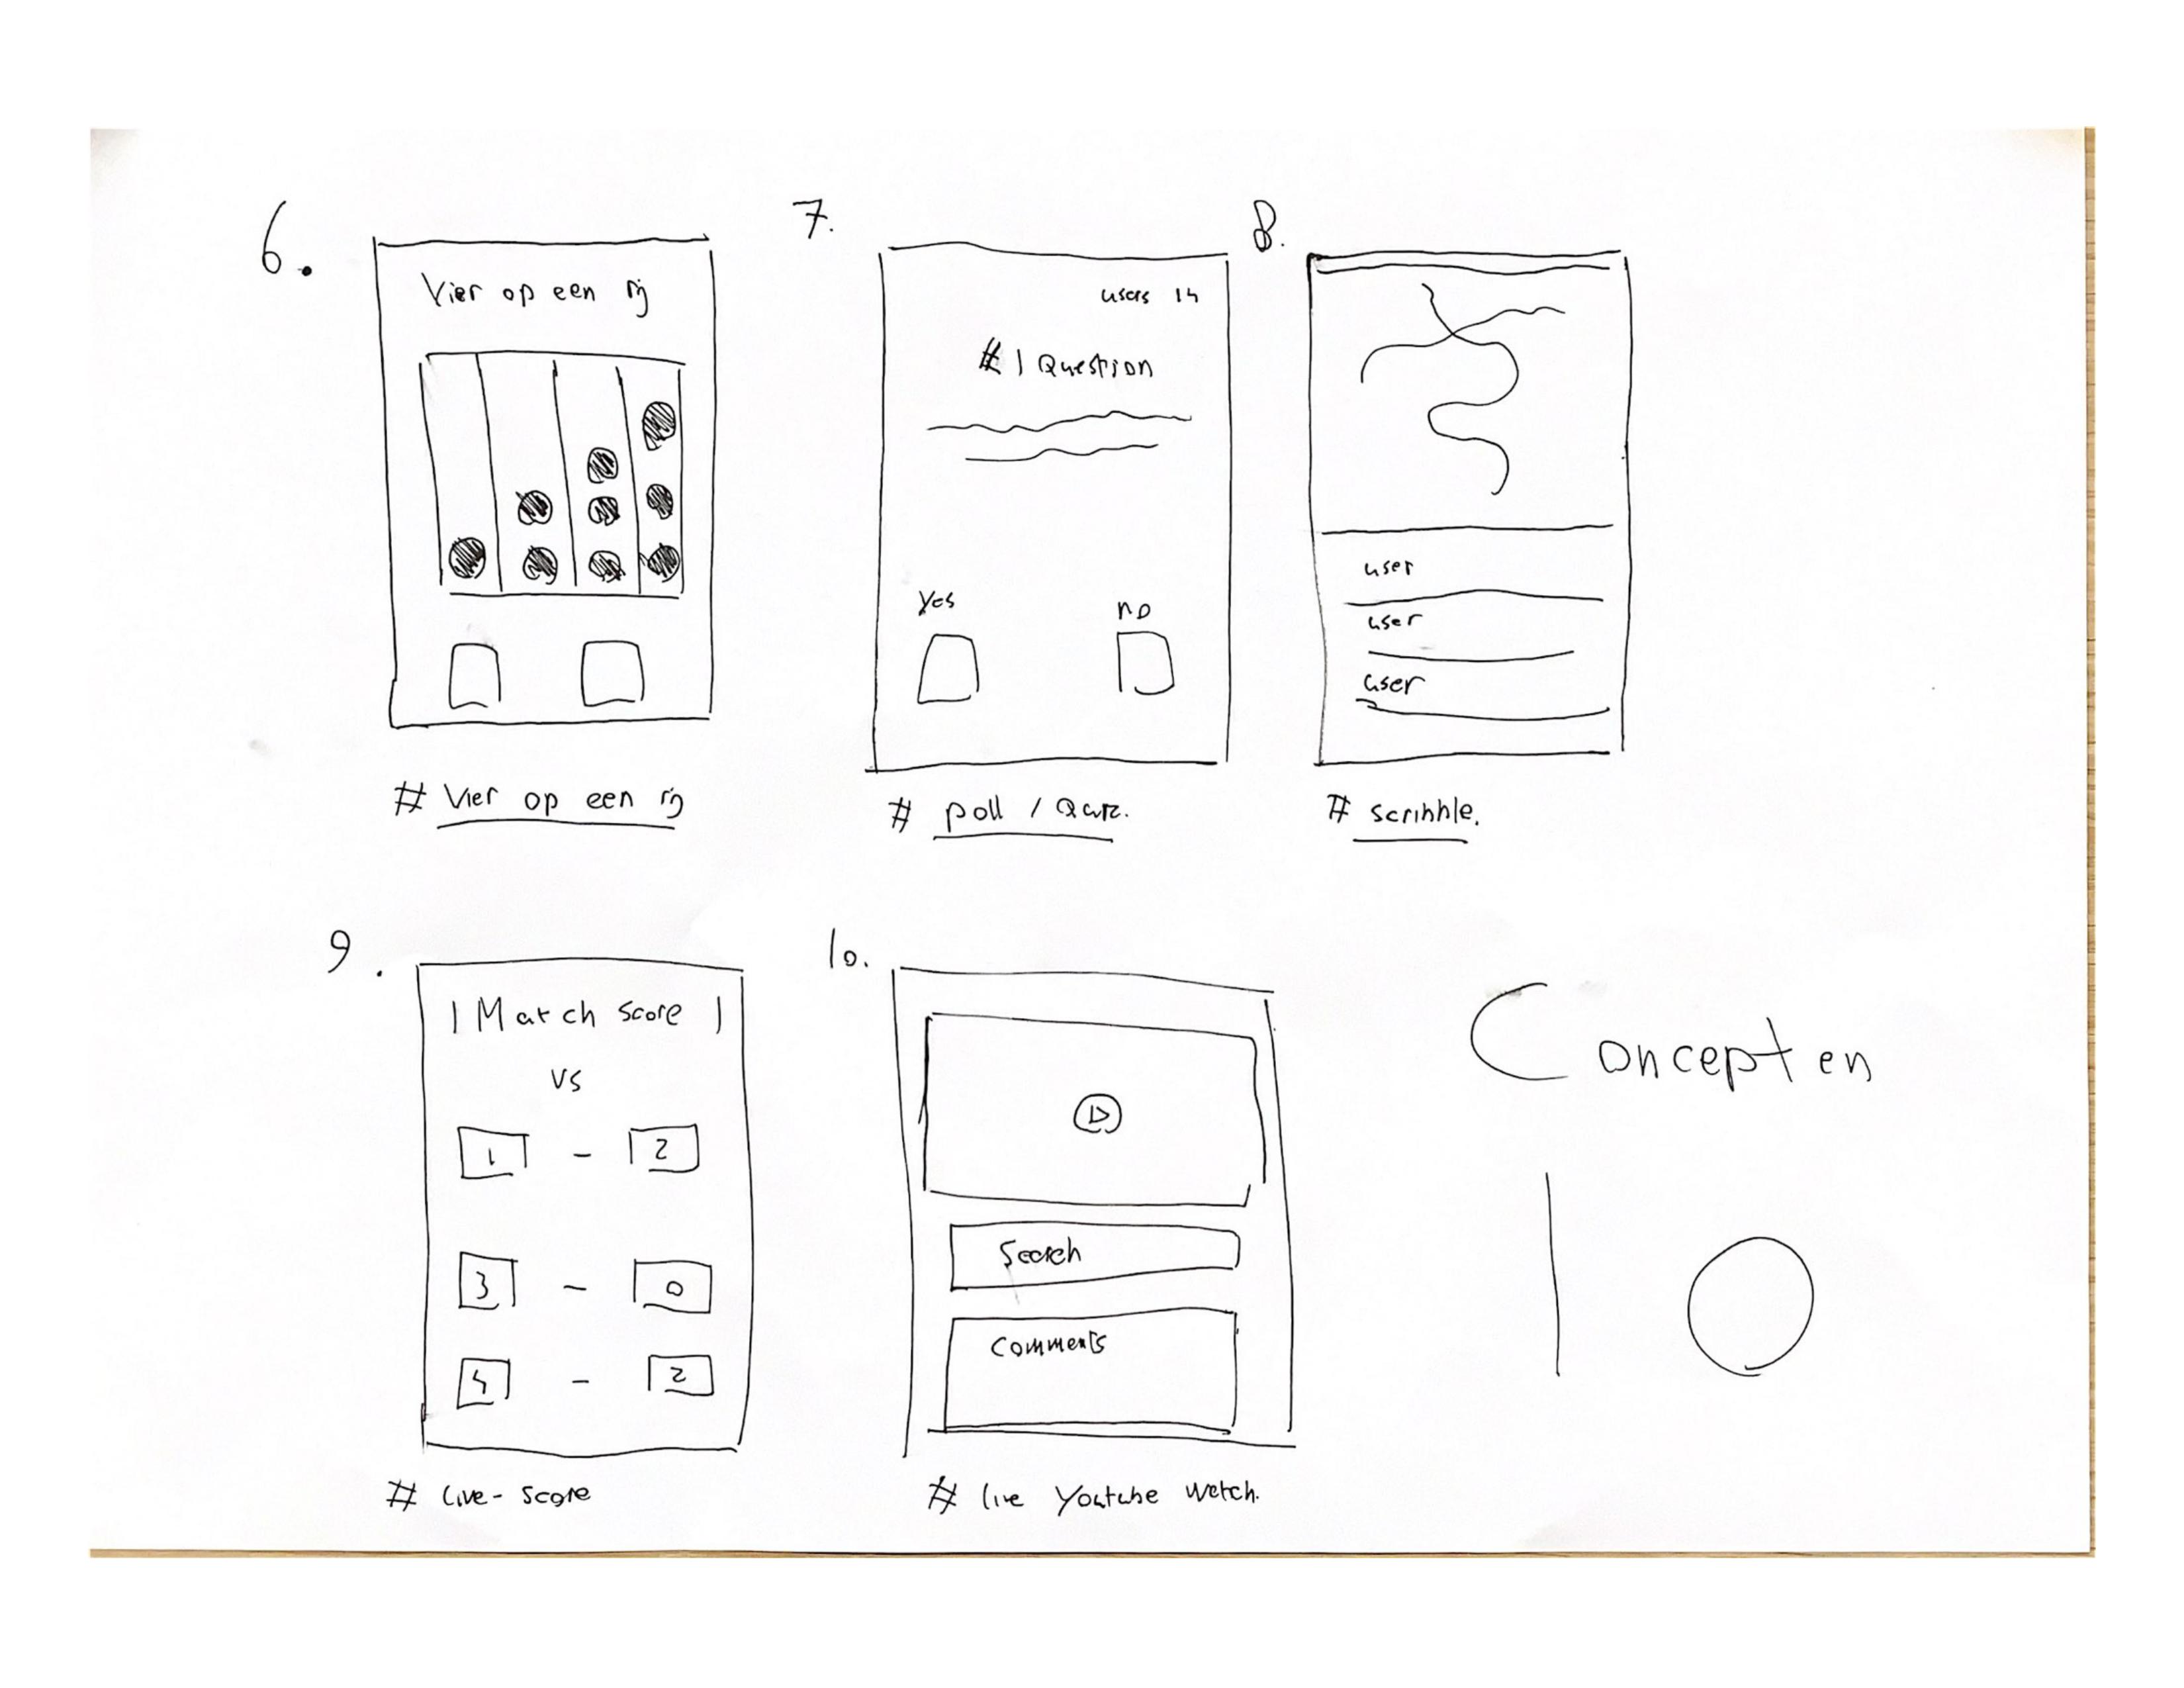 6.
Vier op een rij
# Vier op een rij
7.
users 14
# 1 Question
yes no
# poll / Quiz.
8.
user
user
user
# scribble.
9.
| Match score |
VS
1 - 2
3 - 0
4 - 2
# live-score
10.
Search
Comments
# live Youtube watch.
Concepten
10